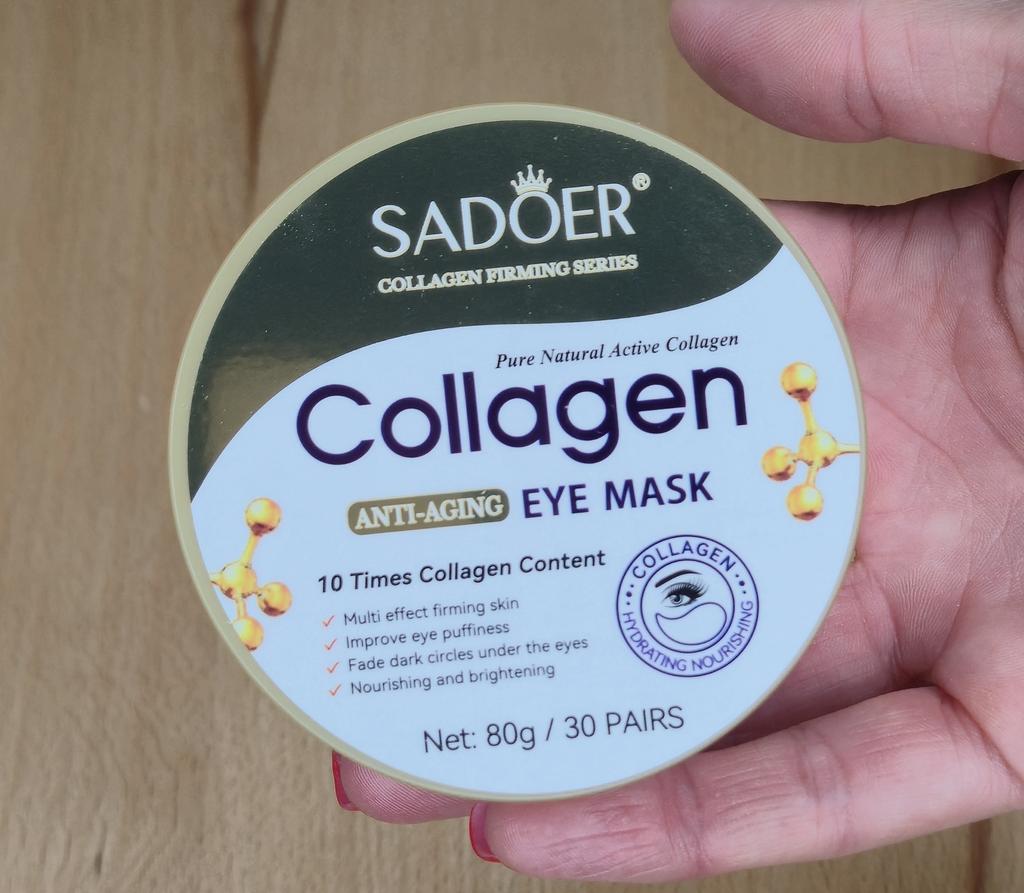 SADOER®
COLLAGEN FIRMING SERIES
Pure Natural Active Collagen
Collagen
ANTI-AGING EYE MASK
10 Times Collagen Content
✓ Multi effect firming skin
✓ Improve eye puffiness
✓ Fade dark circles under the eyes
✓ Nourishing and brightening
COLLAGEN
HYDRATING NOURISHING
Net: 80g / 30 PAIRS